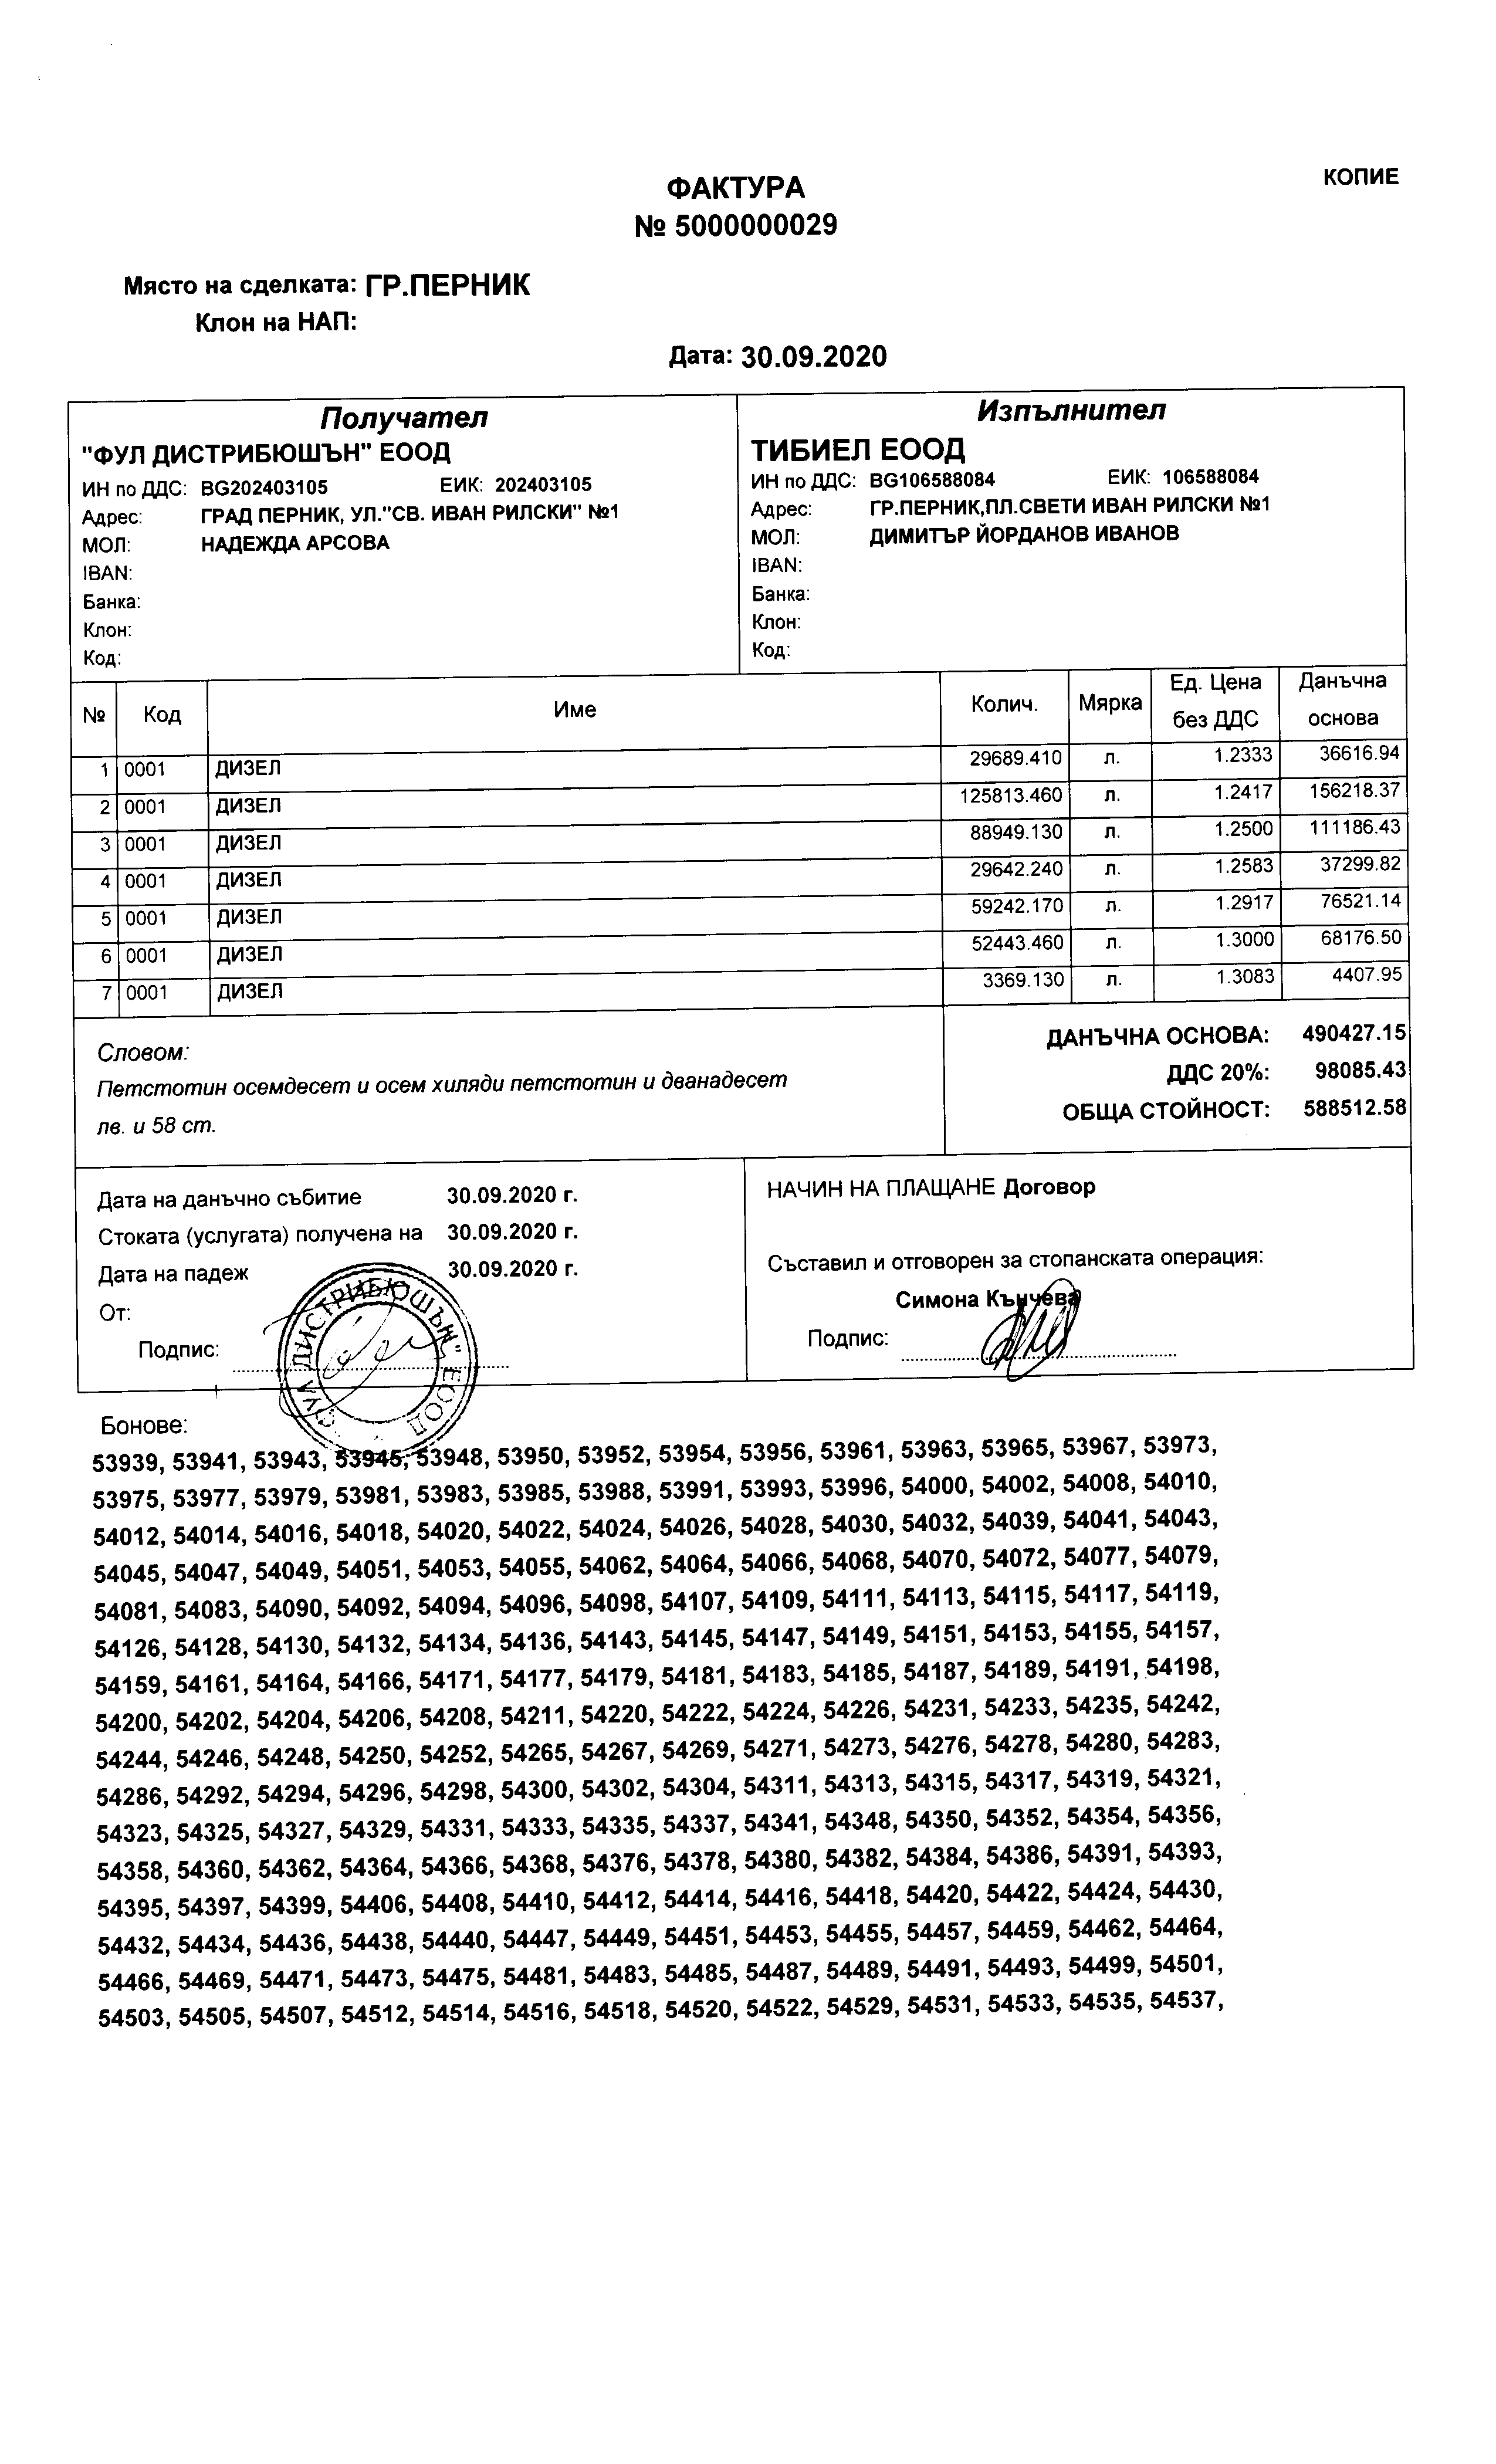 КОПИЕ
ФАКТУРА
№ 5000000029
Място на сделката: ГР.ПЕРНИК
Клон на НАП:
Дата: 30.09.2020
Получател
"ФУЛ ДИСТРИБЮШЪН" ЕООД
ИН по ДДС: BG202403105 ЕИК: 202403105
Адрес: ГРАД ПЕРНИК, УЛ."СВ. ИВАН РИЛСКИ" №1
МОЛ: НАДЕЖДА АРСОВА
IBAN:
Банка:
Клон:
Код:
Изпълнител
ТИБИЕЛ ЕООД
ИН по ДДС: BG106588084 ЕИК: 106588084
Адрес: ГР.ПЕРНИК,ПЛ.СВЕТИ ИВАН РИЛСКИ №1
МОЛ: ДИМИТЪР ЙОРДАНОВ ИВАНОВ
IBAN:
Банка:
Клон:
Код:
№ Код Име Колич. Мярка Ед. Цена без ДДС Данъчна основа
1 0001 ДИЗЕЛ 29689.410 л. 1.2333 36616.94
2 0001 ДИЗЕЛ 125813.460 л. 1.2417 156218.37
3 0001 ДИЗЕЛ 88949.130 л. 1.2500 111186.43
4 0001 ДИЗЕЛ 29642.240 л. 1.2583 37299.82
5 0001 ДИЗЕЛ 59242.170 л. 1.2917 76521.14
6 0001 ДИЗЕЛ 52443.460 л. 1.3000 68176.50
7 0001 ДИЗЕЛ 3369.130 л. 1.3083 4407.95
Словом:
Петстотин осемдесет и осем хиляди петстотин и дванадесет
лв. и 58 ст.
ДАНЪЧНА ОСНОВА: 490427.15
ДДС 20%: 98085.43
ОБЩА СТОЙНОСТ: 588512.58
Дата на данъчно събитие 30.09.2020 г.
Стоката (услугата) получена на 30.09.2020 г.
Дата на падеж 30.09.2020 г.
От:
Подпис:
ФУЛ ДИСТРИБЮШЪН" ЕООД
НАЧИН НА ПЛАЩАНЕ Договор
Съставил и отговорен за стопанската операция:
Симона Кънчева
Подпис:
Бонове:
53939, 53941, 53943, 53945, 53948, 53950, 53952, 53954, 53956, 53961, 53963, 53965, 53967, 53973,
53975, 53977, 53979, 53981, 53983, 53985, 53988, 53991, 53993, 53996, 54000, 54002, 54008, 54010,
54012, 54014, 54016, 54018, 54020, 54022, 54024, 54026, 54028, 54030, 54032, 54039, 54041, 54043,
54045, 54047, 54049, 54051, 54053, 54055, 54062, 54064, 54066, 54068, 54070, 54072, 54077, 54079,
54081, 54083, 54090, 54092, 54094, 54096, 54098, 54107, 54109, 54111, 54113, 54115, 54117, 54119,
54126, 54128, 54130, 54132, 54134, 54136, 54143, 54145, 54147, 54149, 54151, 54153, 54155, 54157,
54159, 54161, 54164, 54166, 54171, 54177, 54179, 54181, 54183, 54185, 54187, 54189, 54191, 54198,
54200, 54202, 54204, 54206, 54208, 54211, 54220, 54222, 54224, 54226, 54231, 54233, 54235, 54242,
54244, 54246, 54248, 54250, 54252, 54265, 54267, 54269, 54271, 54273, 54276, 54278, 54280, 54283,
54286, 54292, 54294, 54296, 54298, 54300, 54302, 54304, 54311, 54313, 54315, 54317, 54319, 54321,
54323, 54325, 54327, 54329, 54331, 54333, 54335, 54337, 54341, 54348, 54350, 54352, 54354, 54356,
54358, 54360, 54362, 54364, 54366, 54368, 54376, 54378, 54380, 54382, 54384, 54386, 54391, 54393,
54395, 54397, 54399, 54406, 54408, 54410, 54412, 54414, 54416, 54418, 54420, 54422, 54424, 54430,
54432, 54434, 54436, 54438, 54440, 54447, 54449, 54451, 54453, 54455, 54457, 54459, 54462, 54464,
54466, 54469, 54471, 54473, 54475, 54481, 54483, 54485, 54487, 54489, 54491, 54493, 54499, 54501,
54503, 54505, 54507, 54512, 54514, 54516, 54518, 54520, 54522, 54529, 54531, 54533, 54535, 54537,